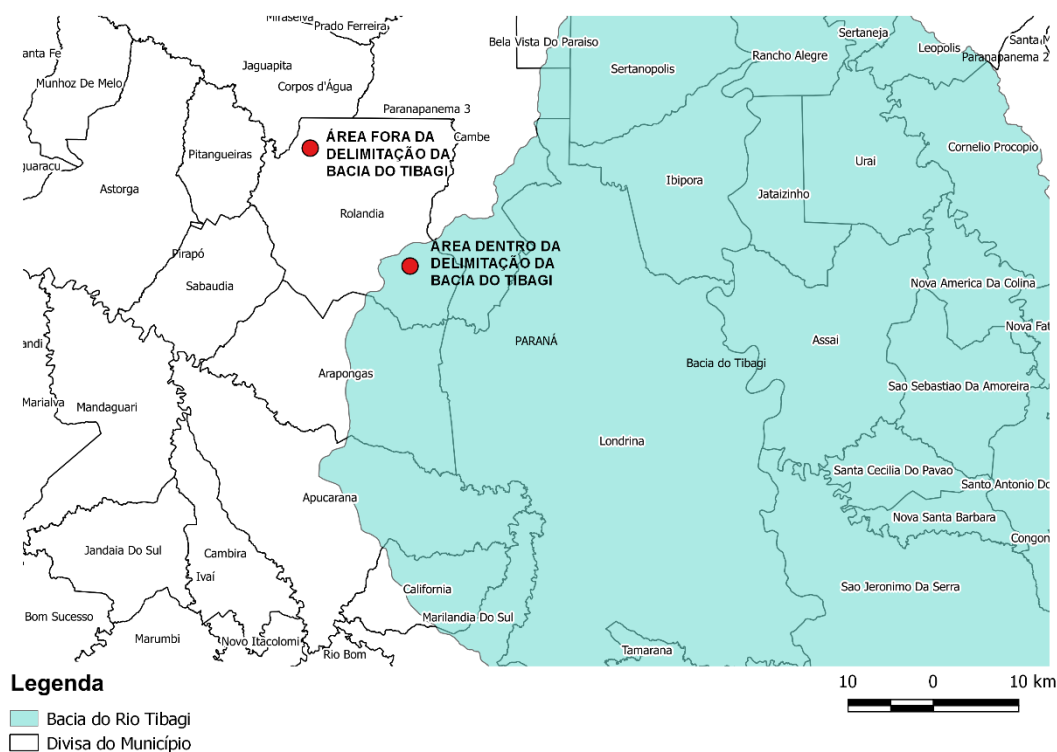 Miraselva
Prado Ferreira
Santa Fe
Munhoz De Melo
Jaguapita
Corpos d'Água
Paranapanema 3
Bela Vista Do Paraiso
Sertanopolis
Rancho Alegre
Sertaneja
Leopolis
Paranapanema 2
ÁREA FORA DA
DELIMITAÇÃO DA
BACIA DO TIBAGI
Cambe
Pitangueiras
guaracu
Astorga
Rolandia
Ibipora
Jataizinho
Urai
Cornelio Procopio
ÁREA DENTRO DA
DELIMITAÇÃO DA
BACIA DO TIBAGI
Pirapó
Sabaudia
Nova America Da Colina
Nova Fat
andi
PARANÁ
Assai
Bacia do Tibagi
Arapongas
Marialva
Mandaguari
Sao Sebastiao Da Amoreira
Londrina
Santa Cecilia Do Pavao
Santo Antonio Do
Apucarana
Nova Santa Barbara
Congon
Jandaia Do Sul
Cambira
Ivaí
California
Sao Jeronimo Da Serra
Bom Sucesso
Marilandia Do Sul
Marumbi
Novo Itacolomi
Rio Bom
Tamarana
Legenda
Bacia do Rio Tibagi
Divisa do Município
10 0 10 km